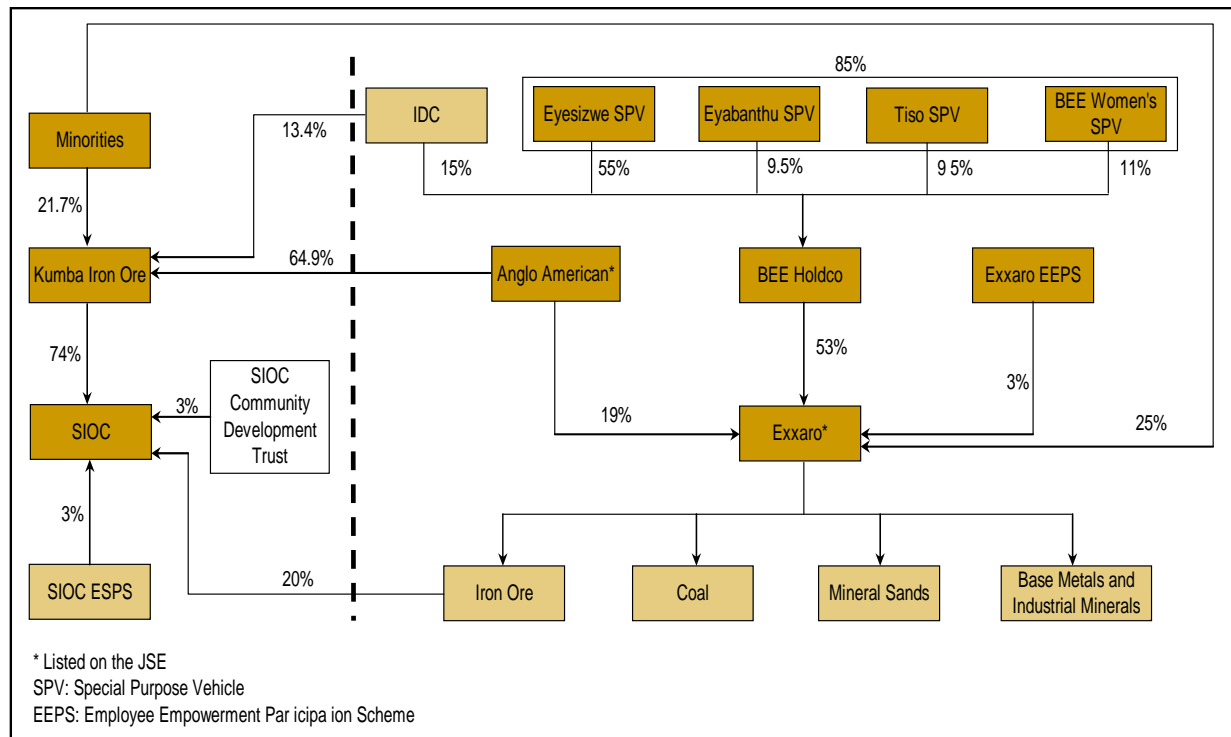 85%
IDC
Eyesizwe SPV
Eyabanthu SPV
Tiso SPV
BEE Women's
SPV
Minorities
13.4%
15%
55%
9.5%
9 5%
11%
21.7%
Kumba Iron Ore
64.9%
Anglo American*
BEE Holdco
Exxaro EEPS
74%
53%
SIOC
Community
Development
Trust
3%
3%
SIOC
19%
Exxaro*
25%
3%
SIOC ESPS
20%
Iron Ore
Coal
Mineral Sands
Base Metals and
Industrial Minerals
* Listed on the JSE
SPV: Special Purpose Vehicle
EEPS: Employee Empowerment Par icipa ion Scheme